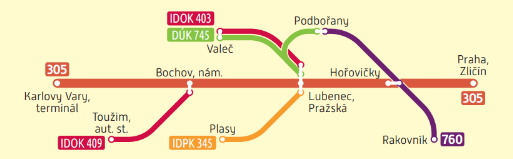 IDOK 403
DÚK 745
Valeč
Podbořany
305
Bochov, nám.
Hořovičky
Praha,
Zličín
Karlovy Vary,
terminál
Lubenec,
Pražská
305
Toužim,
aut. st.
IDOK 409
Plasy
IDPK 345
Rakovník
760